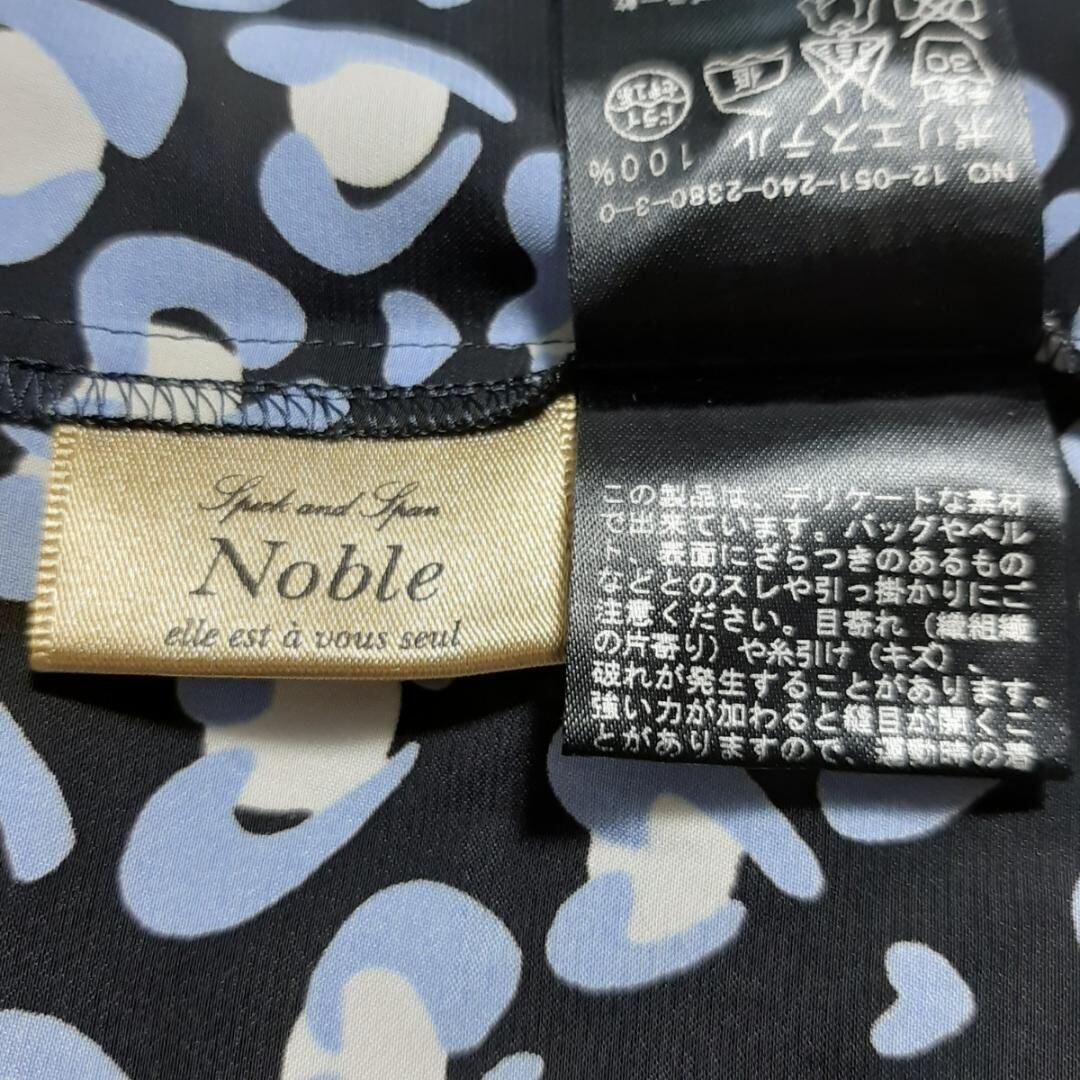 Spick and Span
Noble
elle est à vous seul
NO 12-051-240-2380-3-0
ポリエステル 100%
ドライ
30
この製品は、デリケートな素材
で出来ています。バッグやベル
ト、表面にざらつきのあるもの
などとのスレや引っ掛かりにご
注意ください。目寄れ（繊組織
の片寄り）や糸引け（キズ）、
破れが発生することがあります。
強い力が加わると縫目が開くこ
とがありますので、運動時の着